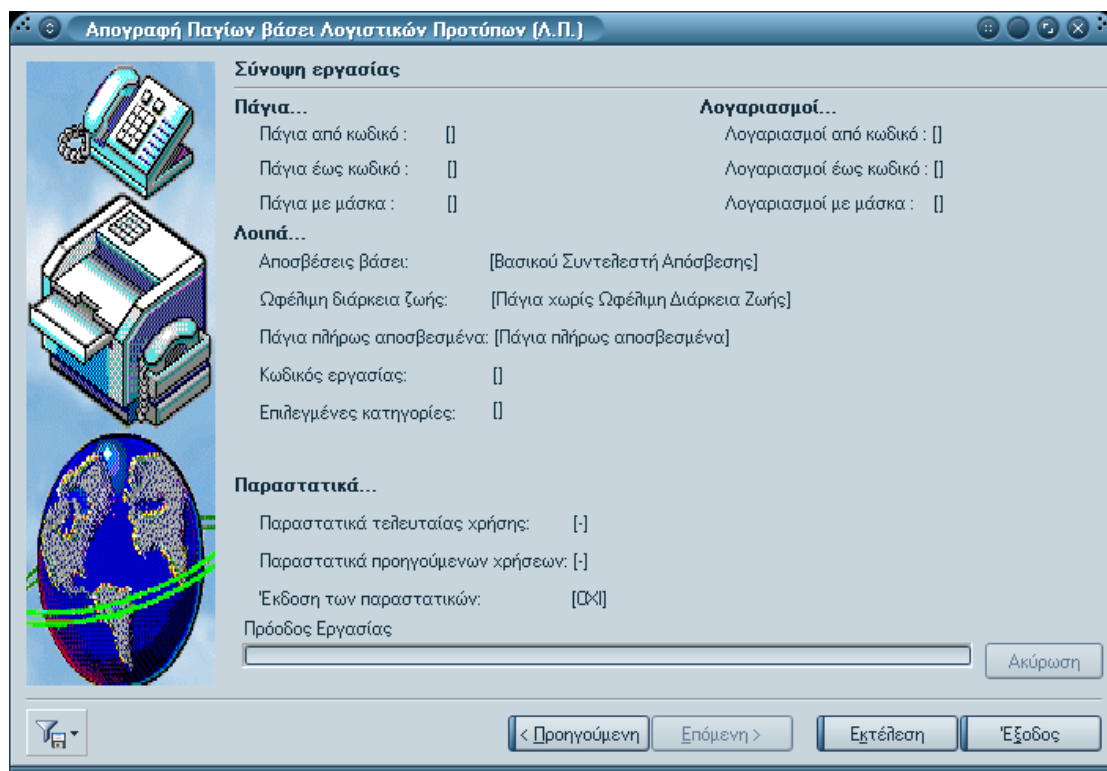 Απογραφή Παγίων βάσει Λογιστικών Προτύπων (Λ.Π.)
Σύνοψη εργασίας
Πάγια... Λογαριασμοί...
Πάγια από κωδικό : [] Λογαριασμοί από κωδικό : []
Πάγια έως κωδικό : [] Λογαριασμοί έως κωδικό : []
Πάγια με μάσκα : [] Λογαριασμοί με μάσκα : []
Λοιπά...
Αποσβέσεις βάσει: [Βασικού Συντελεστή Απόσβεσης]
Ωφέλιμη διάρκεια ζωής: [Πάγια χωρίς Ωφέλιμη Διάρκεια Ζωής]
Πάγια πλήρως αποσβεσμένα: [Πάγια πλήρως αποσβεσμένα]
Κωδικός εργασίας: []
Επιλεγμένες κατηγορίες: []
Παραστατικά...
Παραστατικά τελευταίας χρήσης: [-]
Παραστατικά προηγούμενων χρήσεων: [-]
Έκδοση των παραστατικών: [ΟΧΙ]
Πρόοδος Εργασίας
Ακύρωση
< Προηγούμενη Επόμενη > Εκτέλεση Έξοδος